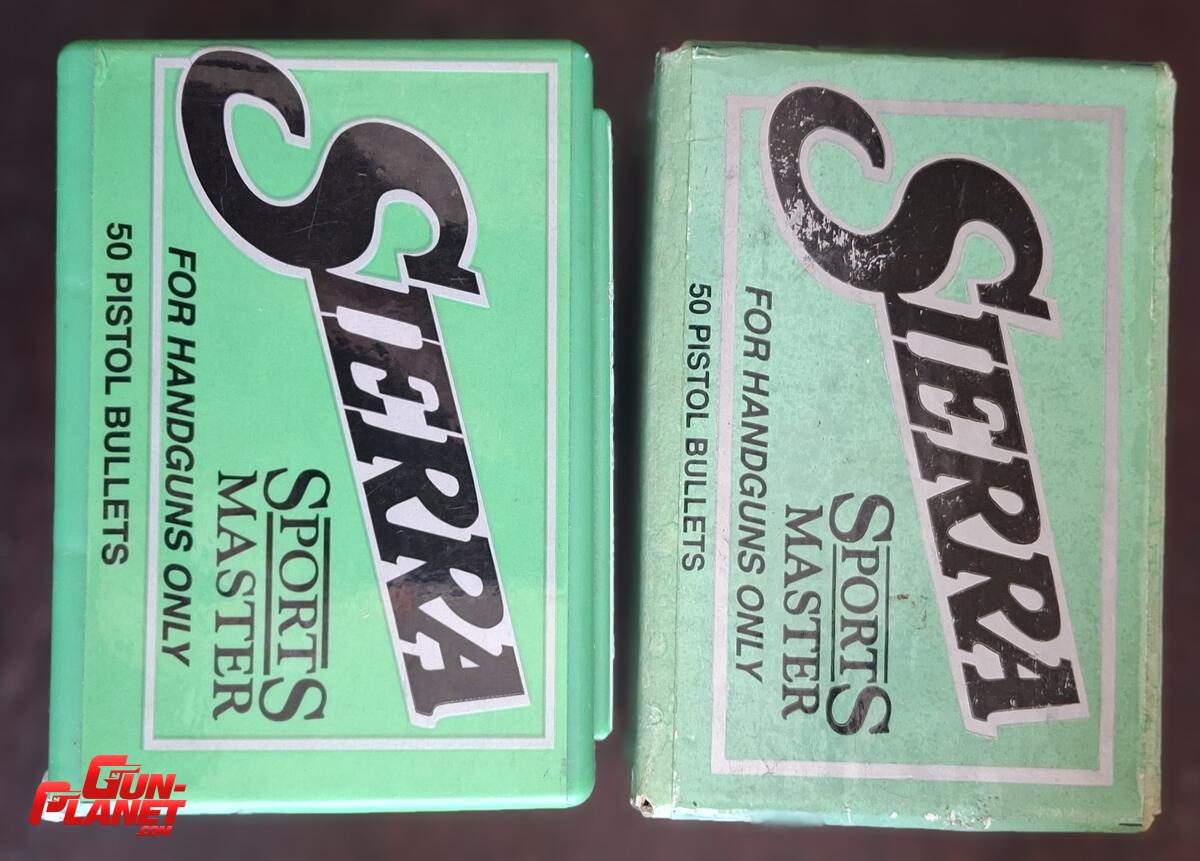 SIERRA
SPORTS
MASTER
FOR HANDGUNS ONLY
50 PISTOL BULLETS
SIERRA
SPORTS
MASTER
FOR HANDGUNS ONLY
50 PISTOL BULLETS
GUN-
PLANET
.COM